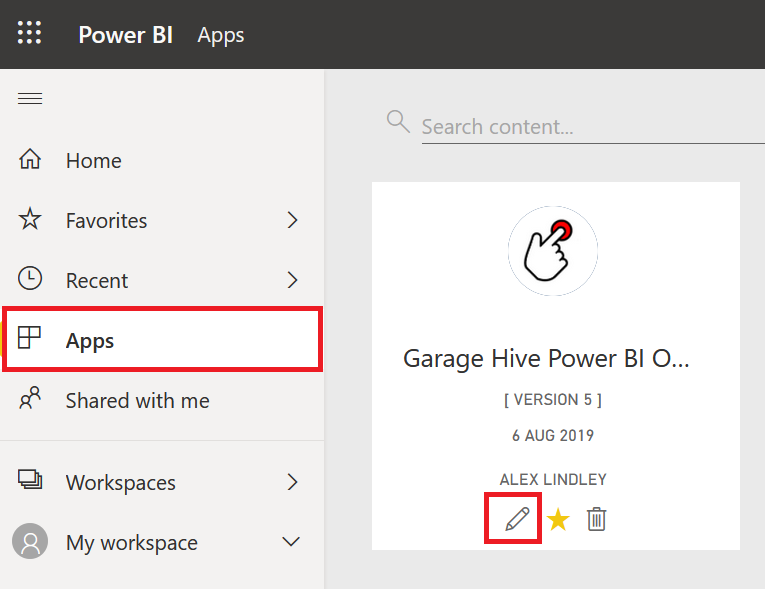 Power BI Apps
Search content...
Home
Favorites
Recent
Apps
Shared with me
Workspaces
My workspace
Garage Hive Power BI O...
[ VERSION 5 ]
6 AUG 2019
ALEX LINDLEY